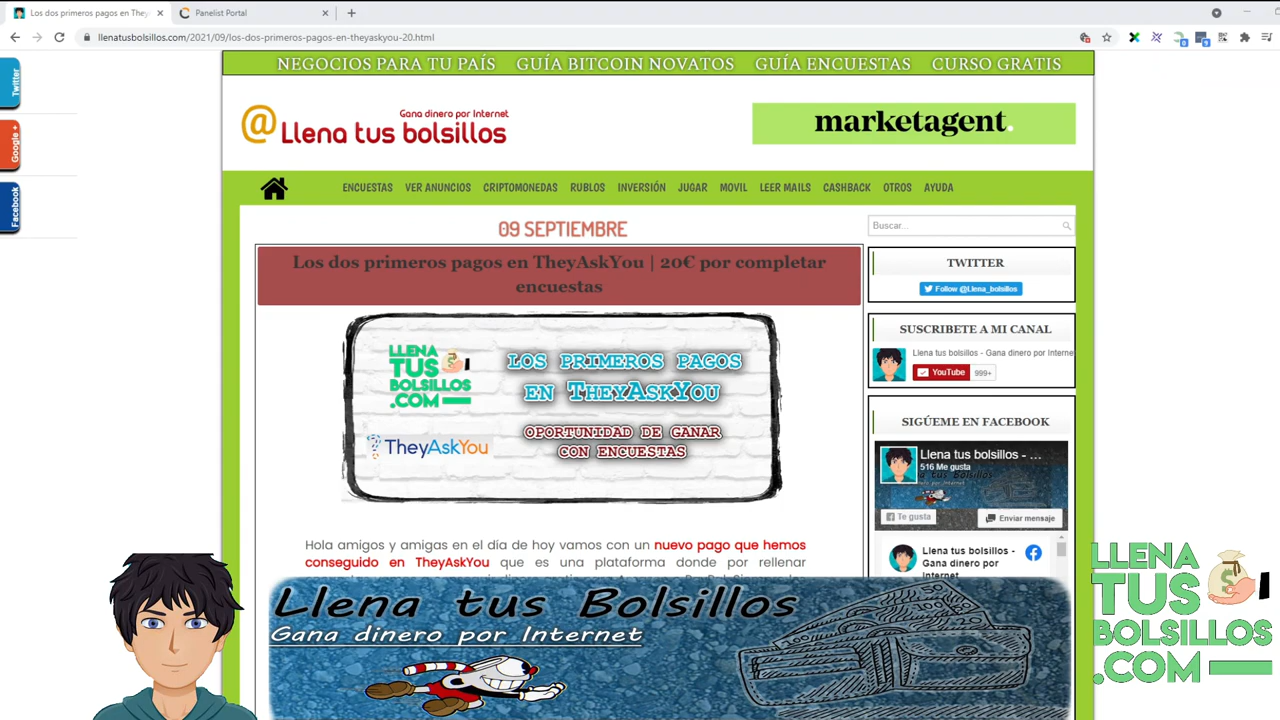 Los dos primeros pagos en They
Panelist Portal
llenatusbolsillos.com/2021/09/los-dos-primeros-pagos-en-theyaskyou-20.html
Twitter
Google +
Facebook
NEGOCIOS PARA TU PAÍS GUÍA BITCOIN NOVATOS GUÍA ENCUESTAS CURSO GRATIS
Gana dinero por Internet
@ Llena tus bolsillos
marketagent.
ENCUESTAS VER ANUNCIOS CRIPTOMONEDAS RUBLOS INVERSIÓN JUGAR MOVIL LEER MAILS CASHBACK OTROS AYUDA
09 SEPTIEMBRE
Los dos primeros pagos en TheyAskYou | 20€ por completar
encuestas
LLENA
TUS
BOLSILLOS
.COM
LOS PRIMEROS PAGOS
EN TheyAskYou
TheyAskYou
OPORTUNIDAD DE GANAR
CON ENCUESTAS
Hola amigos y amigas en el día de hoy vamos con un nuevo pago que hemos
conseguido en TheyAskYou que es una plataforma donde por rellenar
Buscar...
TWITTER
Follow @Llena_bolsillos
SUSCRIBETE A MI CANAL
Llena tus bolsillos - Gana dinero por Interne
YouTube 999+
SIGÚEME EN FACEBOOK
Llena tus bolsillos - ...
516 Me gusta
Te gusta
Enviar mensaje
Llena tus bolsillos -
Gana dinero por
Internet
Llena tus Bolsillos
Gana dinero por Internet
LLENA
TUS
BOLSILLOS
.COM